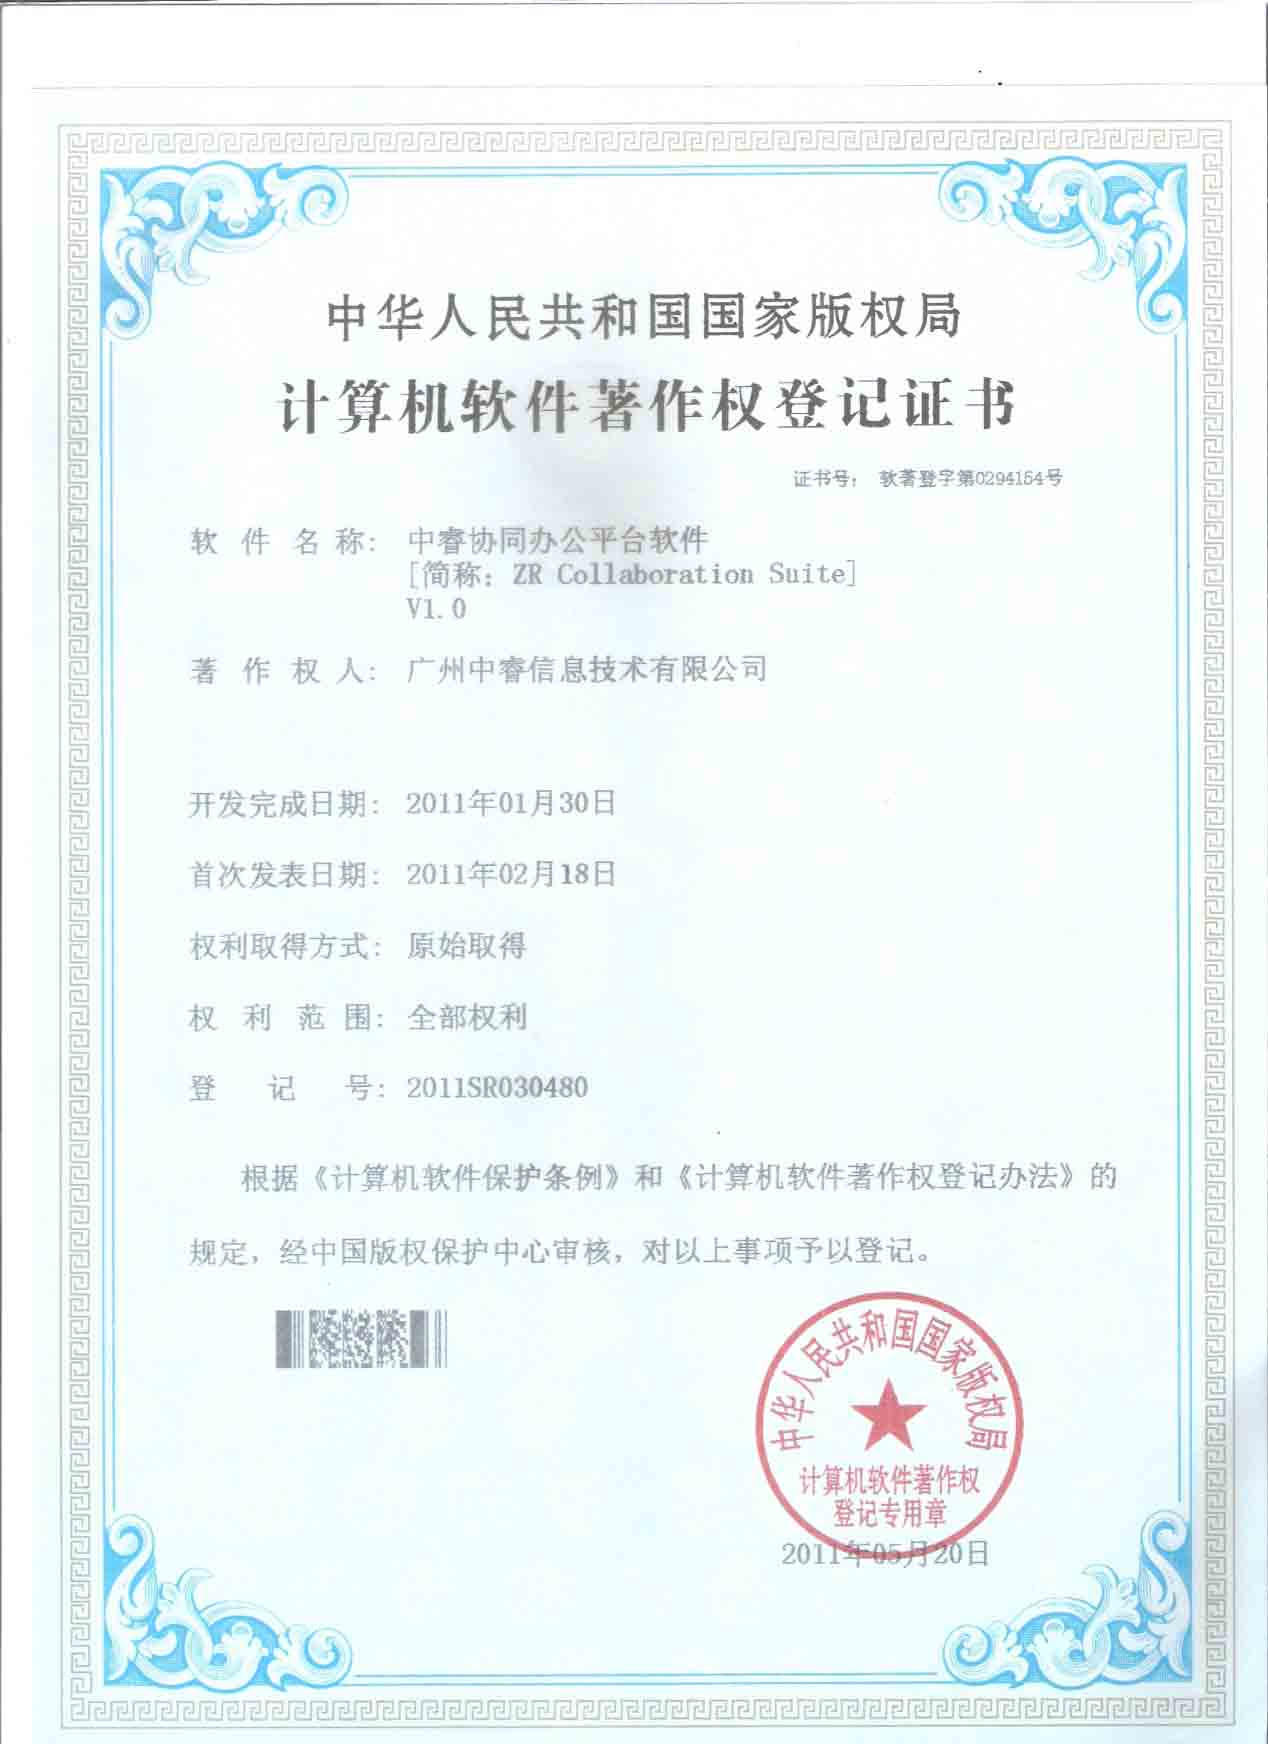 中华人民共和国国家版权局
计算机软件著作权登记证书
证书号： 软著登字第0294154号
软件名称： 中睿协同办公平台软件
[简称：ZR Collaboration Suite]
V1.0
著作权人： 广州中睿信息技术有限公司
开发完成日期： 2011年01月30日
首次发表日期： 2011年02月18日
权利取得方式： 原始取得
权利范围： 全部权利
登记号： 2011SR030480
根据《计算机软件保护条例》和《计算机软件著作权登记办法》的
规定，经中国版权保护中心审核，对以上事项予以登记。
中华人民共和国国家版权局
计算机软件著作权
登记专用章
2011年05月20日